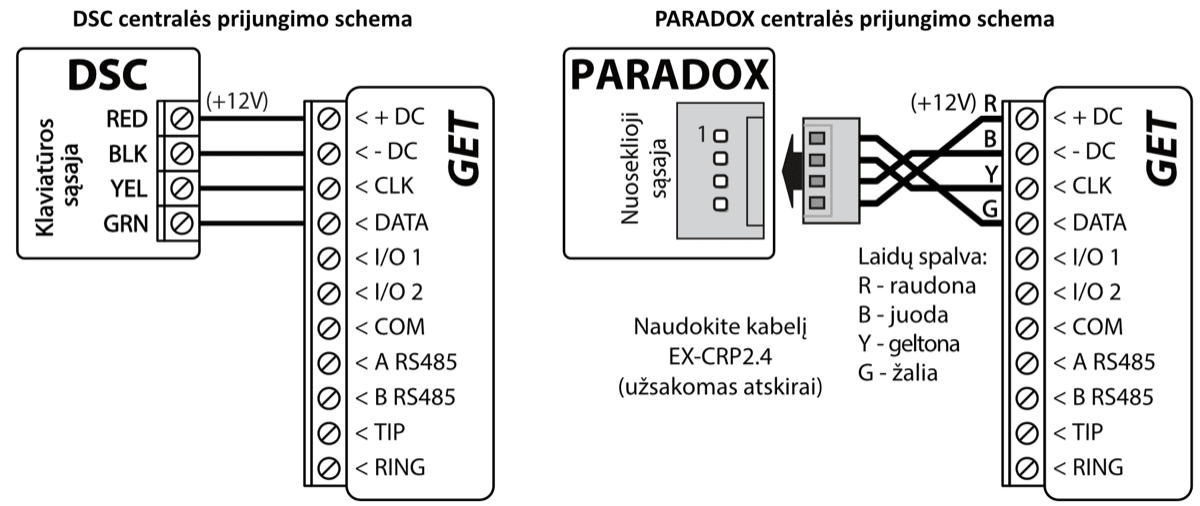 DSC centralės prijungimo schema
DSC
Klaviatūros
sąsaja
RED
BLK
YEL
GRN
(+12V)
GET
< + DC
< - DC
< CLK
< DATA
< I/O 1
< I/O 2
< COM
< A RS485
< B RS485
< TIP
< RING
PARADOX centralės prijungimo schema
PARADOX
Nuoseklioji
sąsaja
1
(+12V) R
B
Y
G
Laidų spalva:
R - raudona
B - juoda
Y - geltona
G - žalia
Naudokite kabelį
EX-CRP2.4
(užsakomas atskirai)
GET
< + DC
< - DC
< CLK
< DATA
< I/O 1
< I/O 2
< COM
< A RS485
< B RS485
< TIP
< RING